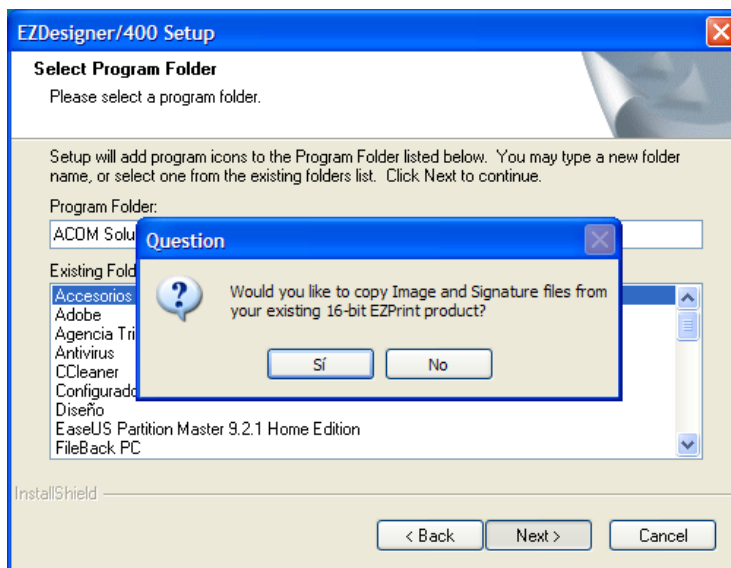 EZDesigner/400 Setup
Select Program Folder
Please select a program folder.
Setup will add program icons to the Program Folder listed below. You may type a new folder
name, or select one from the existing folders list. Click Next to continue.
Program Folder:
ACOM
Question
Existing
Would you like to copy Image and Signature files from
your existing 16-bit EZPrint product?
Sí
No
Accesorios
Adobe
Agencia
Antivirus
CCleaner
Diseño
EaseUS Partition Master 9.2.1 Home Edition
FileBack PC
InstallShield
< Back
Next >
Cancel